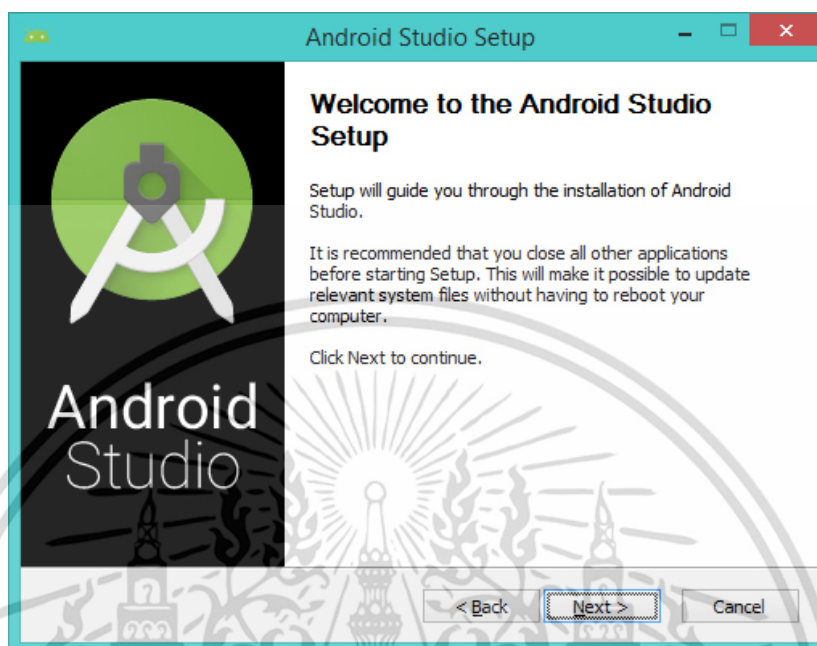 Android Studio Setup
Welcome to the Android Studio
Setup
Setup will guide you through the installation of Android
Studio.
It is recommended that you close all other applications
before starting Setup. This will make it possible to update
relevant system files without having to reboot your
computer.
Click Next to continue.
Android
Studio
< Back
Next >
Cancel